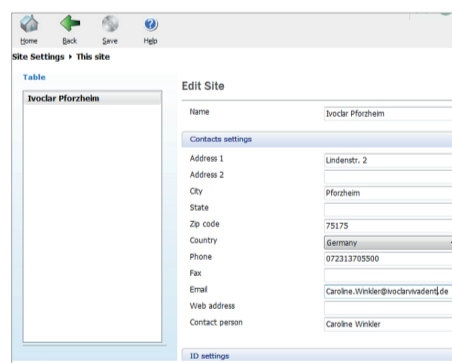 Home Back Save Help
Site Settings ▸ This site
Table
Ivoclar Pforzheim
Edit Site
Name Ivoclar Pforzheim
Contacts settings
Address 1 Lindenstr. 2
Address 2
City Pforzheim
State
Zip code 75175
Country Germany
Phone 072313705500
Fax
Email Caroline.Winkler@ivoclarvivadent.de
Web address
Contact person Caroline Winkler
ID settings